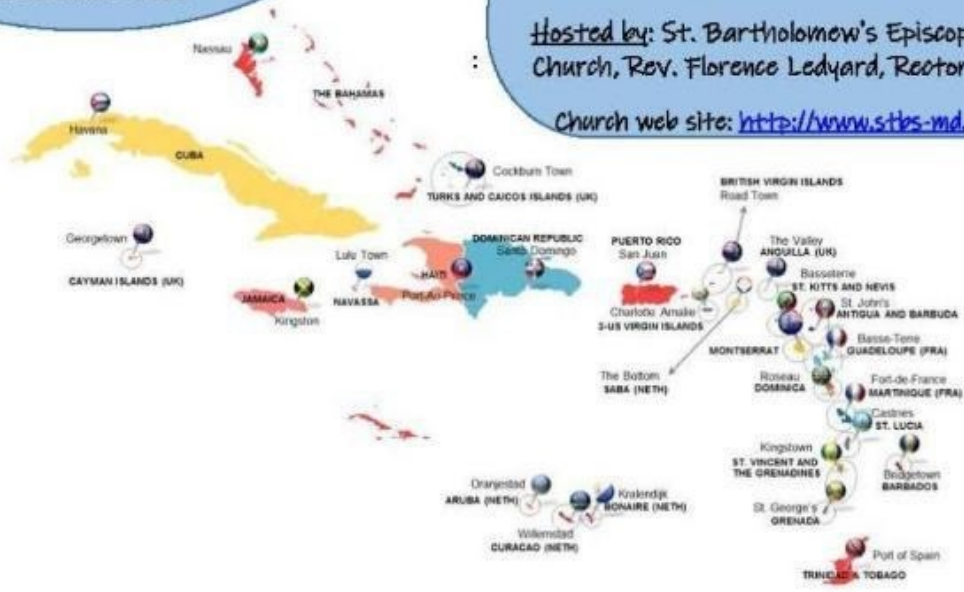 Hosted by: St. Bartholomew's Episcop
Church, Rev. Florence Ledyard, Rector
:
Church web site: http://www.stbs-md.
Nassau
THE BAHAMAS
Havana
CUBA
Cockburn Town
TURKS AND CAICOS ISLANDS (UK)
BRITISH VIRGIN ISLANDS
Road Town
Georgetown
CAYMAN ISLANDS (UK)
Lulu Town
NAVASSA
JAMAICA
Kingston
HAITI
Port-Au-Prince
DOMINICAN REPUBLIC
Santo Domingo
PUERTO RICO
San Juan
Charlotte Amalie
3-US VIRGIN ISLANDS
The Valley
ANGUILLA (UK)
Basseterre
ST. KITTS AND NEVIS
St. John's
ANTIGUA AND BARBUDA
MONTSERRAT
Basse-Terre
GUADELOUPE (FRA)
The Bottom
SABA (NETH)
Roseau
DOMINICA
Fort-de-France
MARTINIQUE (FRA)
Castries
ST. LUCIA
Kingstown
ST. VINCENT AND
THE GRENADINES
Bridgetown
BARBADOS
Oranjestad
ARUBA (NETH)
Kralendijk
BONAIRE (NETH)
Willemstad
CURACAO (NETH)
St. George's
GRENADA
Port of Spain
TRINIDAD & TOBAGO